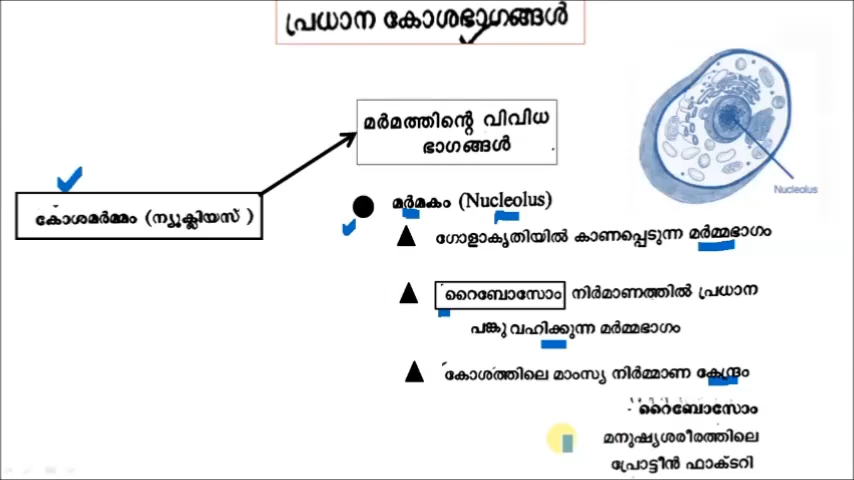 പ്രധാന കോശഭാഗങ്ങൾ
മർമത്തിന്റെ വിവിധ
ഭാഗങ്ങൾ
കോശമർമ്മം (ന്യൂക്ലിയസ് )
മർമകം (Nucleolus)
Nucleolus
ഗോളാകൃതിയിൽ കാണപ്പെടുന്ന മർമ്മഭാഗം
റൈബോസോം നിർമാണത്തിൽ പ്രധാന
പങ്കു വഹിക്കുന്ന മർമ്മഭാഗം
കോശത്തിലെ മാംസ്യ നിർമ്മാണ കേന്ദ്രം
റൈബോസോം
മനുഷ്യശരീരത്തിലെ
പ്രോട്ടീൻ ഫാക്ടറി